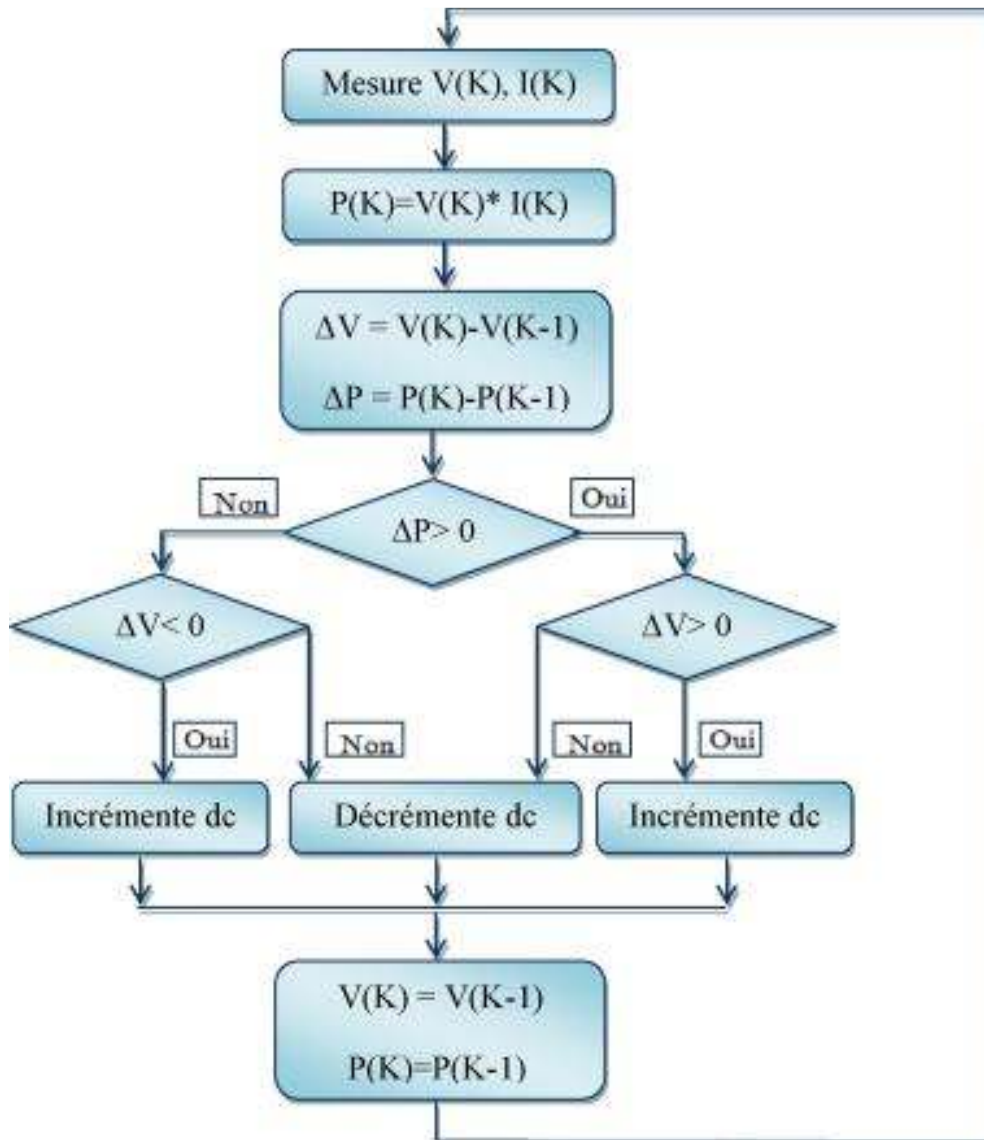 Mesure V(K), I(K)
P(K)=V(K)* I(K)
ΔV = V(K)-V(K-1)
ΔP = P(K)-P(K-1)
Non
Oui
ΔP> 0
ΔV< 0
ΔV> 0
Oui
Non
Non
Oui
Incrémente dc
Décrémente dc
Incrémente dc
V(K) = V(K-1)
P(K)=P(K-1)